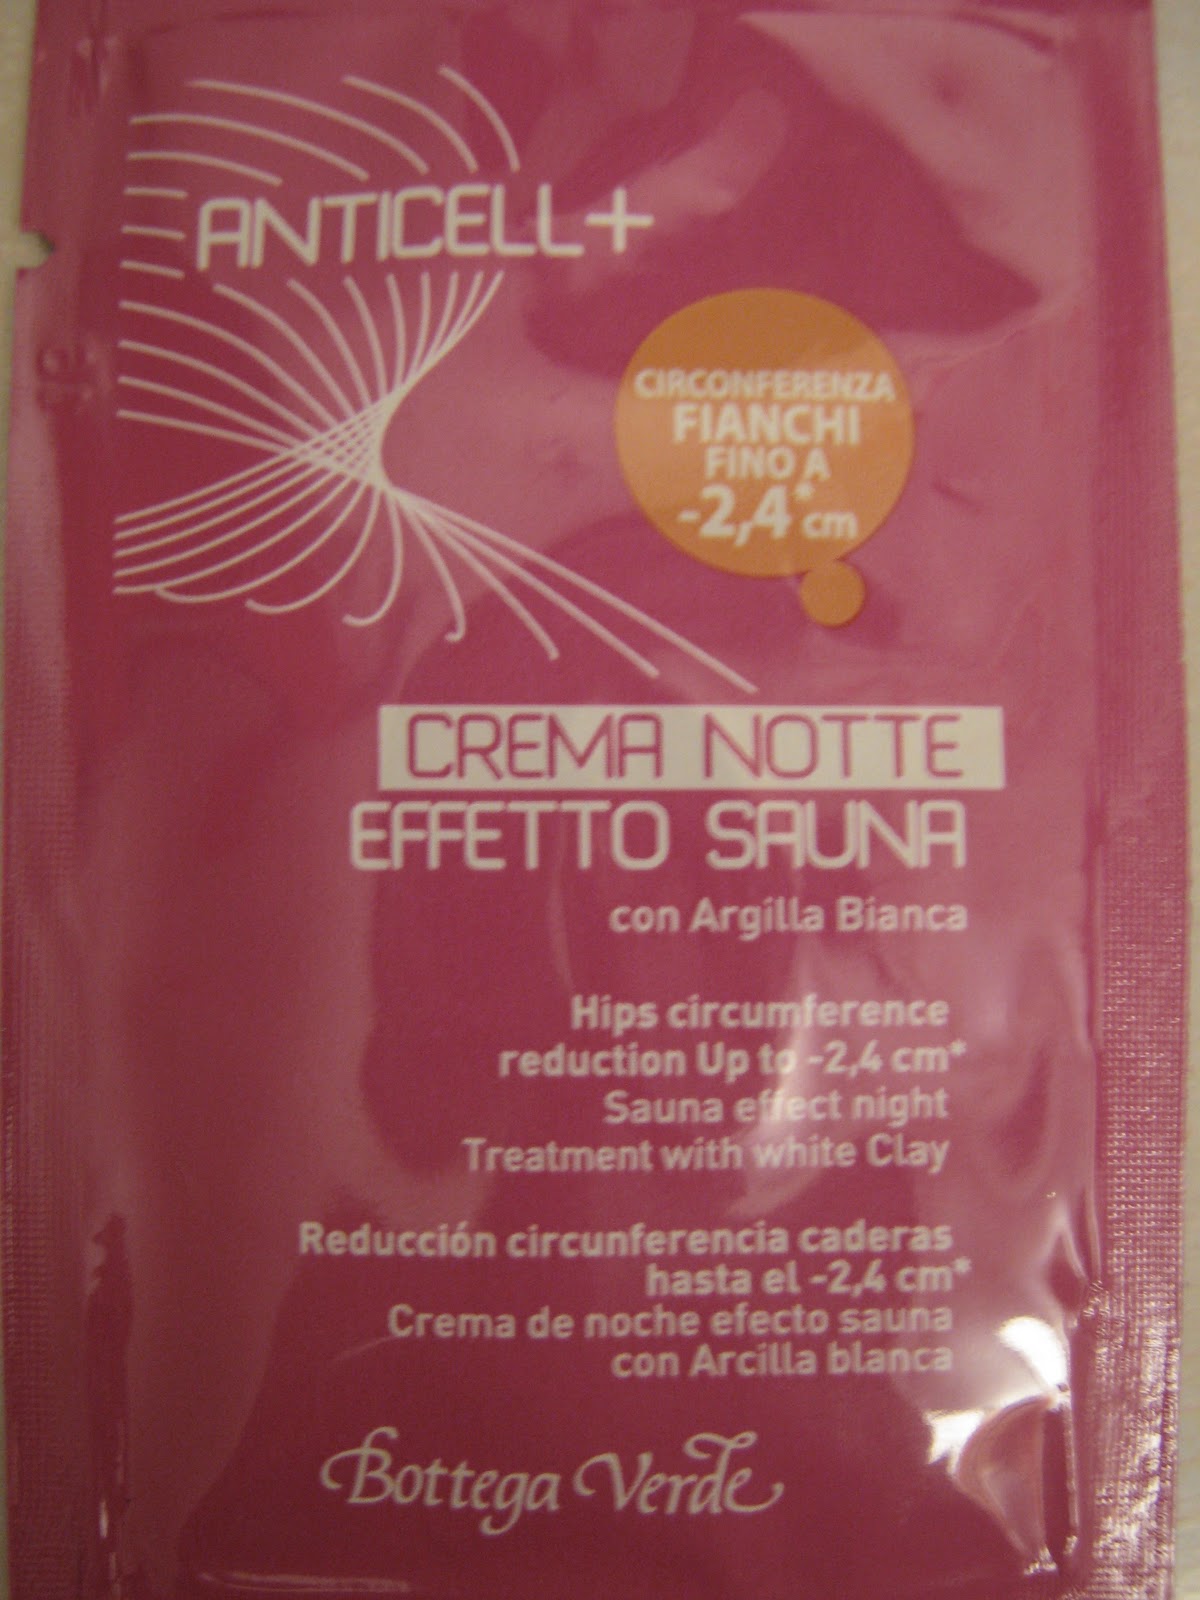 ANTICELL+
CIRCONFERENZA
FIANCHI
FINO A
-2,4* cm
CREMA NOTTE
EFFETTO SAUNA
con Argilla Bianca
Hips circumference
reduction Up to -2,4 cm*
Sauna effect night
Treatment with white Clay
Reducción circunferencia caderas
hasta el -2,4 cm*
Crema de noche efecto sauna
con Arcilla blanca
Bottega Verde